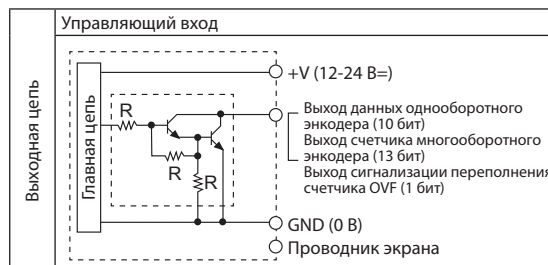 Управляющий вход
Выходная цепь
Главная цепь
+V (12-24 В=)
R
R
R
Выход данных однооборотного
энкодера (10 бит)
Выход счетчика многооборотного
энкодера (13 бит)
Выход сигнализации переполнения
счетчика OVF (1 бит)
GND (0 В)
Проводник экрана